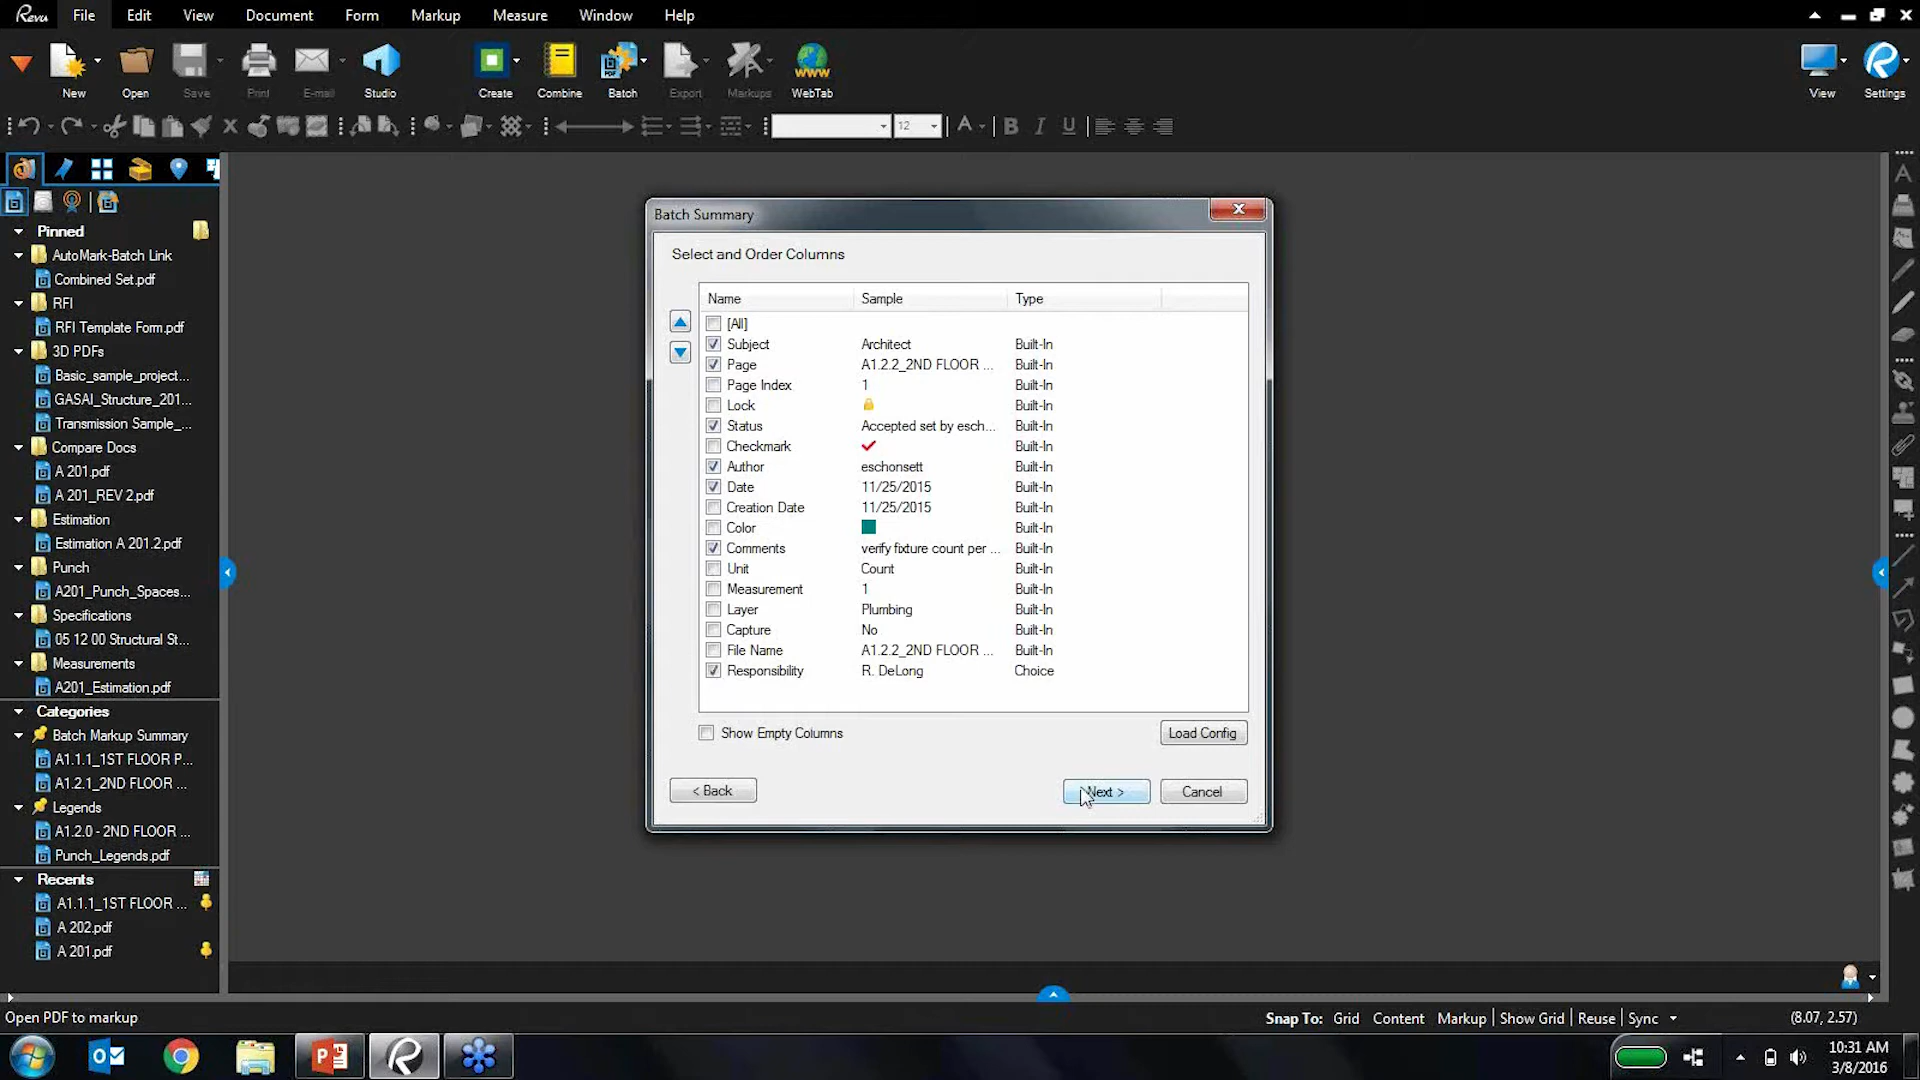 Revu File Edit View Document Form Markup Measure Window Help
New Open Save Print E-mail Studio Create Combine Batch Export Markups WebTab View Settings
WWW
12 A B I U
Pinned
AutoMark-Batch Link
Combined Set.pdf
RFI
RFI Template Form.pdf
3D PDFs
Basic_sample_project...
GASAI_Structure_201...
Transmission Sample_...
Compare Docs
A 201.pdf
A 201_REV 2.pdf
Estimation
Estimation A 201.2.pdf
Punch
A201_Punch_Spaces...
Specifications
05 12 00 Structural St...
Measurements
A201_Estimation.pdf
Categories
Batch Markup Summary
A1.1.1_1ST FLOOR P...
A1.2.1_2ND FLOOR ...
Legends
A1.2.0 - 2ND FLOOR ...
Punch_Legends.pdf
Recents
A1.1.1_1ST FLOOR ...
A 202.pdf
A 201.pdf
Batch Summary
Select and Order Columns
Name Sample Type
[All]
Subject Architect Built-In
Page A1.2.2_2ND FLOOR ... Built-In
Page Index 1 Built-In
Lock Built-In
Status Accepted set by esch... Built-In
Checkmark Built-In
Author eschonsett Built-In
Date 11/25/2015 Built-In
Creation Date 11/25/2015 Built-In
Color Built-In
Comments verify fixture count per ... Built-In
Unit Count Built-In
Measurement 1 Built-In
Layer Plumbing Built-In
Capture No Built-In
File Name A1.2.2_2ND FLOOR ... Built-In
Responsibility R. DeLong Choice
Show Empty Columns Load Config
< Back Next > Cancel
Open PDF to markup Snap To: Grid Content Markup Show Grid Reuse Sync (8.07, 2.57)
10:31 AM
3/8/2016